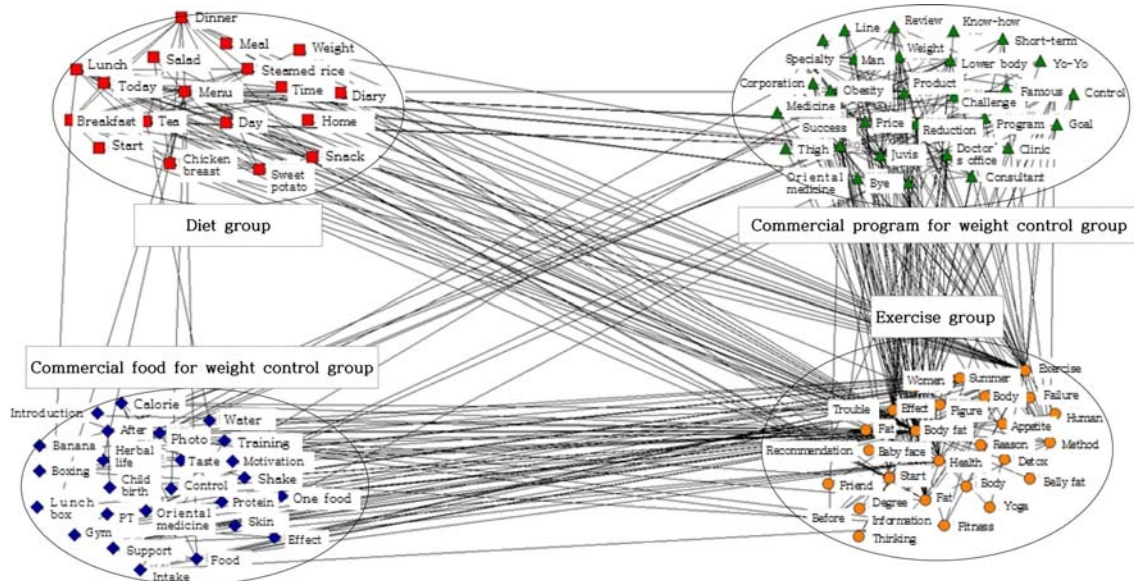 Dinner
Meal
Weight
Lunch
Salad
Steamed rice
Today
Menu
Time
Diary
Breakfast
Tea
Day
Home
Start
Chicken
breast
Snack
Sweet
potato
Diet group
Line
Review
Know-how
Short-term
Specialty
Man
Weight
Lower body
Yo-Yo
Corporation
Obesity
Product
Challenge
Famous
Control
Medicine
Success
Price
Reduction
Program
Goal
Thigh
Juvis
Doctor'
s office
Clinic
Oriental
medicine
Bye
Consultant
Commercial program for weight control group
Exercise group
Commercial food for weight control group
Introduction
Calorie
Water
After
Photo
Training
Banana
Herbal
life
Taste
Motivation
Boxing
Child
birth
Control
Shake
One food
Lunch
box
PT
Oriental
medicine
Protein
Skin
Gym
Support
Food
Effect
Intake
Women
Summer
Exercise
Trouble
Effect
Figure
Body
Failure
Human
Fat
Body fat
Appetite
Recommendation
Baby face
Reason
Method
Health
Detox
Friend
Start
Body
Belly fat
Degree
Fat
Yoga
Before
Information
Fitness
Thinking